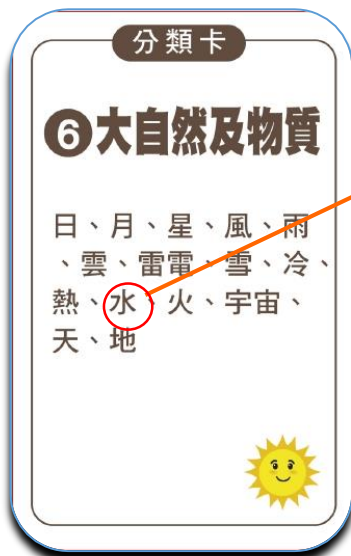 分類卡
❻大自然及物質
日、月、星、風、雨
、雲、雷電、雪、冷、
熱、水、火、宇宙、
天、地